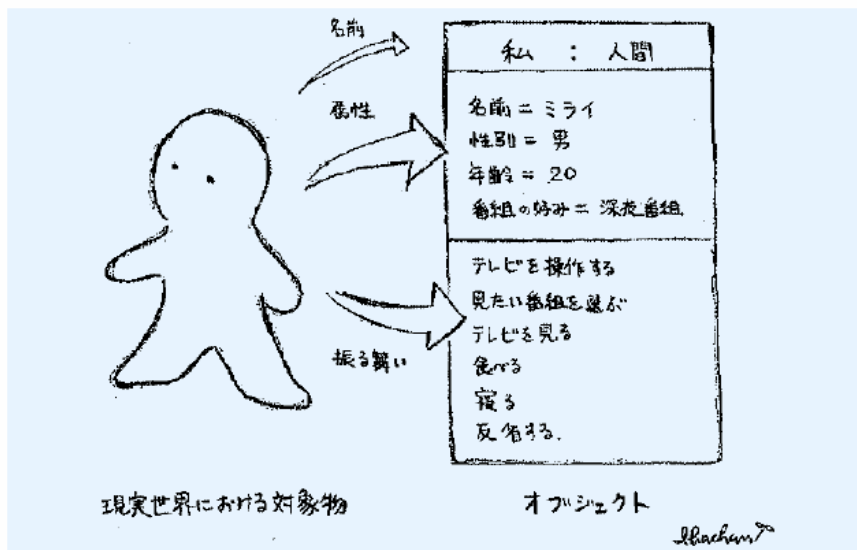 名前
私 : 人間
属性
名前 = ミライ
性別 = 男
年齢 = 20
番組の好み = 深夜番組
テレビを操作する
見たい番組を選ぶ
テレビを見る
食べる
寝る
反省する.
振る舞い
現実世界における対象物
オブジェクト